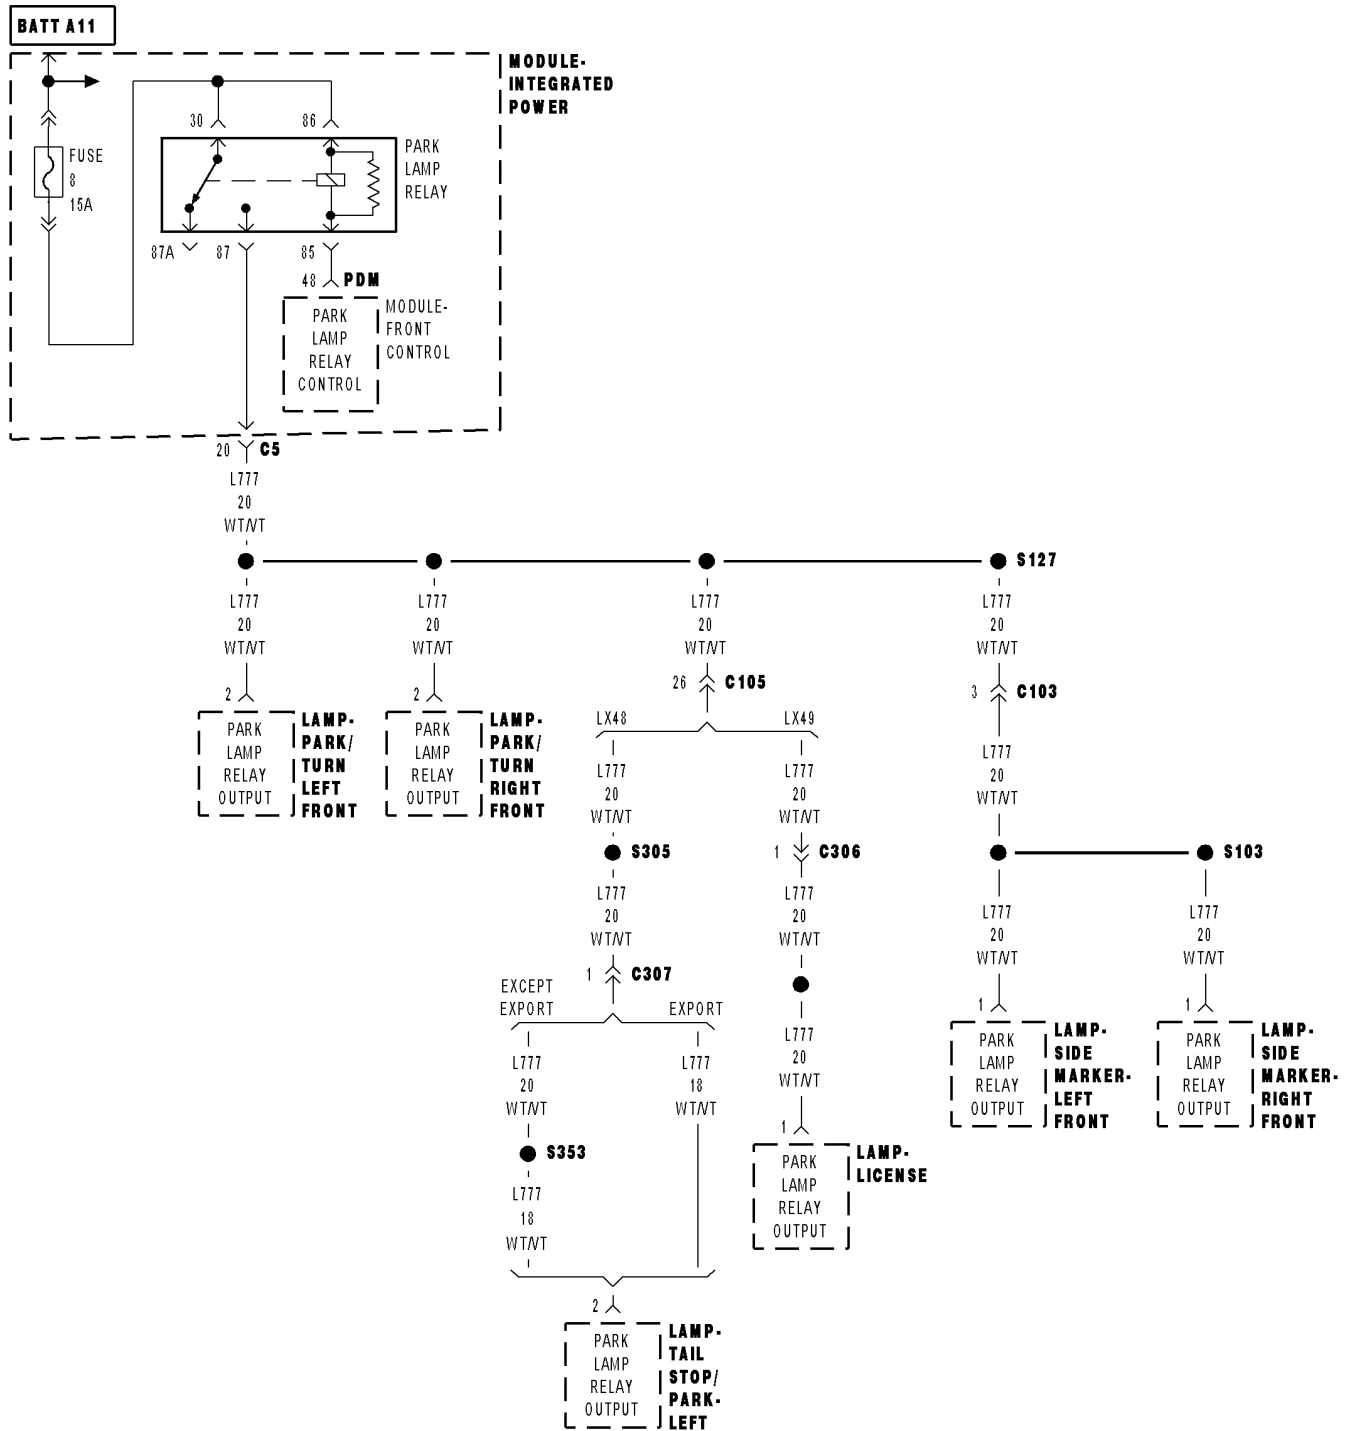 BATT A11
MODULE-
INTEGRATED
POWER
30
86
FUSE
8
15A
PARK
LAMP
RELAY
87A
87
85
48
PDM
PARK
LAMP
RELAY
CONTROL
MODULE-
FRONT
CONTROL
20
C5
L777
20
WT/VT
S127
L777
20
WT/VT
L777
20
WT/VT
L777
20
WT/VT
L777
20
WT/VT
2
2
26
C105
3
C103
PARK
LAMP
RELAY
OUTPUT
LAMP-
PARK/
TURN
LEFT
FRONT
PARK
LAMP
RELAY
OUTPUT
LAMP-
PARK/
TURN
RIGHT
FRONT
LX48
LX49
L777
20
WT/VT
L777
20
WT/VT
L777
20
WT/VT
S305
1
C306
S103
L777
20
WT/VT
L777
20
WT/VT
L777
20
WT/VT
L777
20
WT/VT
1
C307
EXCEPT
EXPORT
EXPORT
1
1
L777
20
WT/VT
L777
18
WT/VT
L777
20
WT/VT
PARK
LAMP
RELAY
OUTPUT
LAMP-
SIDE
MARKER-
LEFT
FRONT
PARK
LAMP
RELAY
OUTPUT
LAMP-
SIDE
MARKER-
RIGHT
FRONT
S353
1
L777
18
WT/VT
PARK
LAMP
RELAY
OUTPUT
LAMP-
LICENSE
2
PARK
LAMP
RELAY
OUTPUT
LAMP-
TAIL
STOP/
PARK-
LEFT